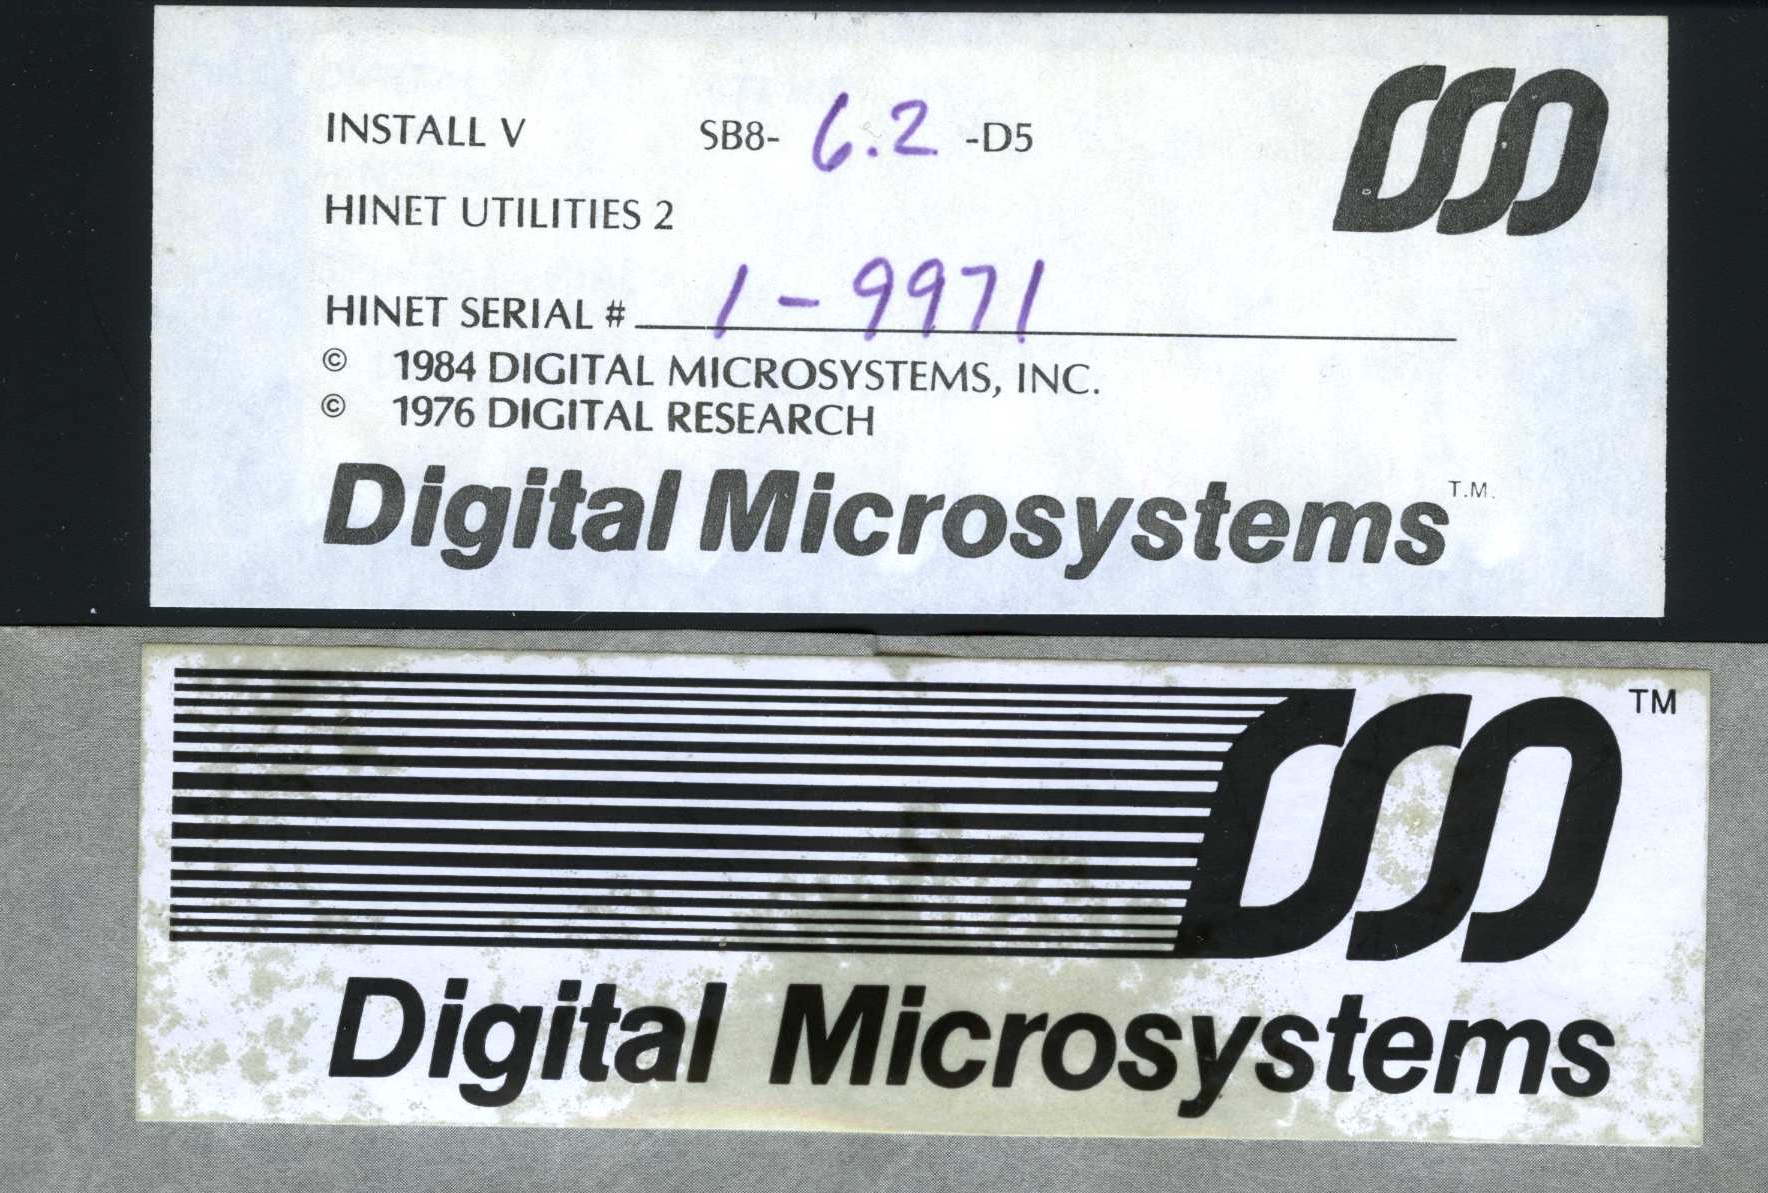 INSTALL V SB8- 6.2 -D5
HINET UTILITIES 2
HINET SERIAL # 1-9971
© 1984 DIGITAL MICROSYSTEMS, INC.
© 1976 DIGITAL RESEARCH
Digital Microsystems T.M.
TM
Digital Microsystems